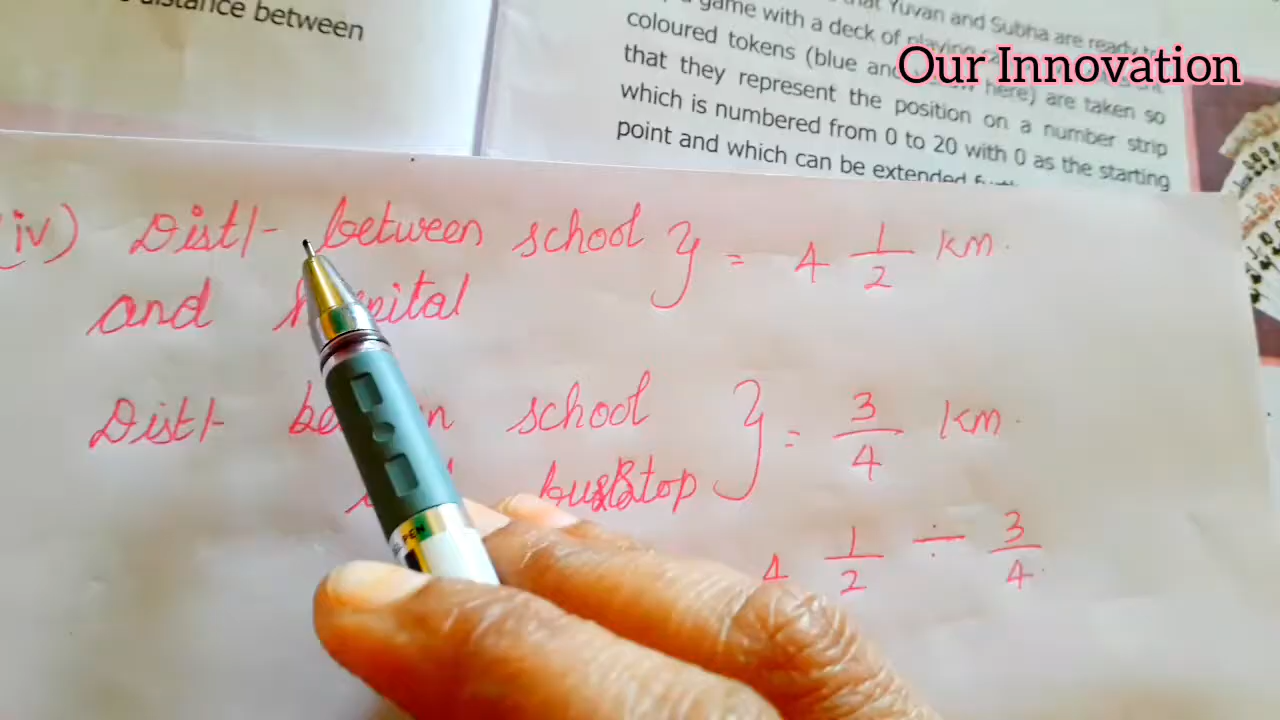 distance between
that Yuvan and Subha are ready to
a game with a deck of playing
coloured tokens (blue and here) are taken so
that they represent the position on a number strip
which is numbered from 0 to 20 with 0 as the starting
point and which can be extended
Our Innovation
(iv) Dist/- between school } = 4 1/2 km.
and hospital
Dist/- between school } = 3/4 km.
busstop
4 1/2 ÷ 3/4
PEN